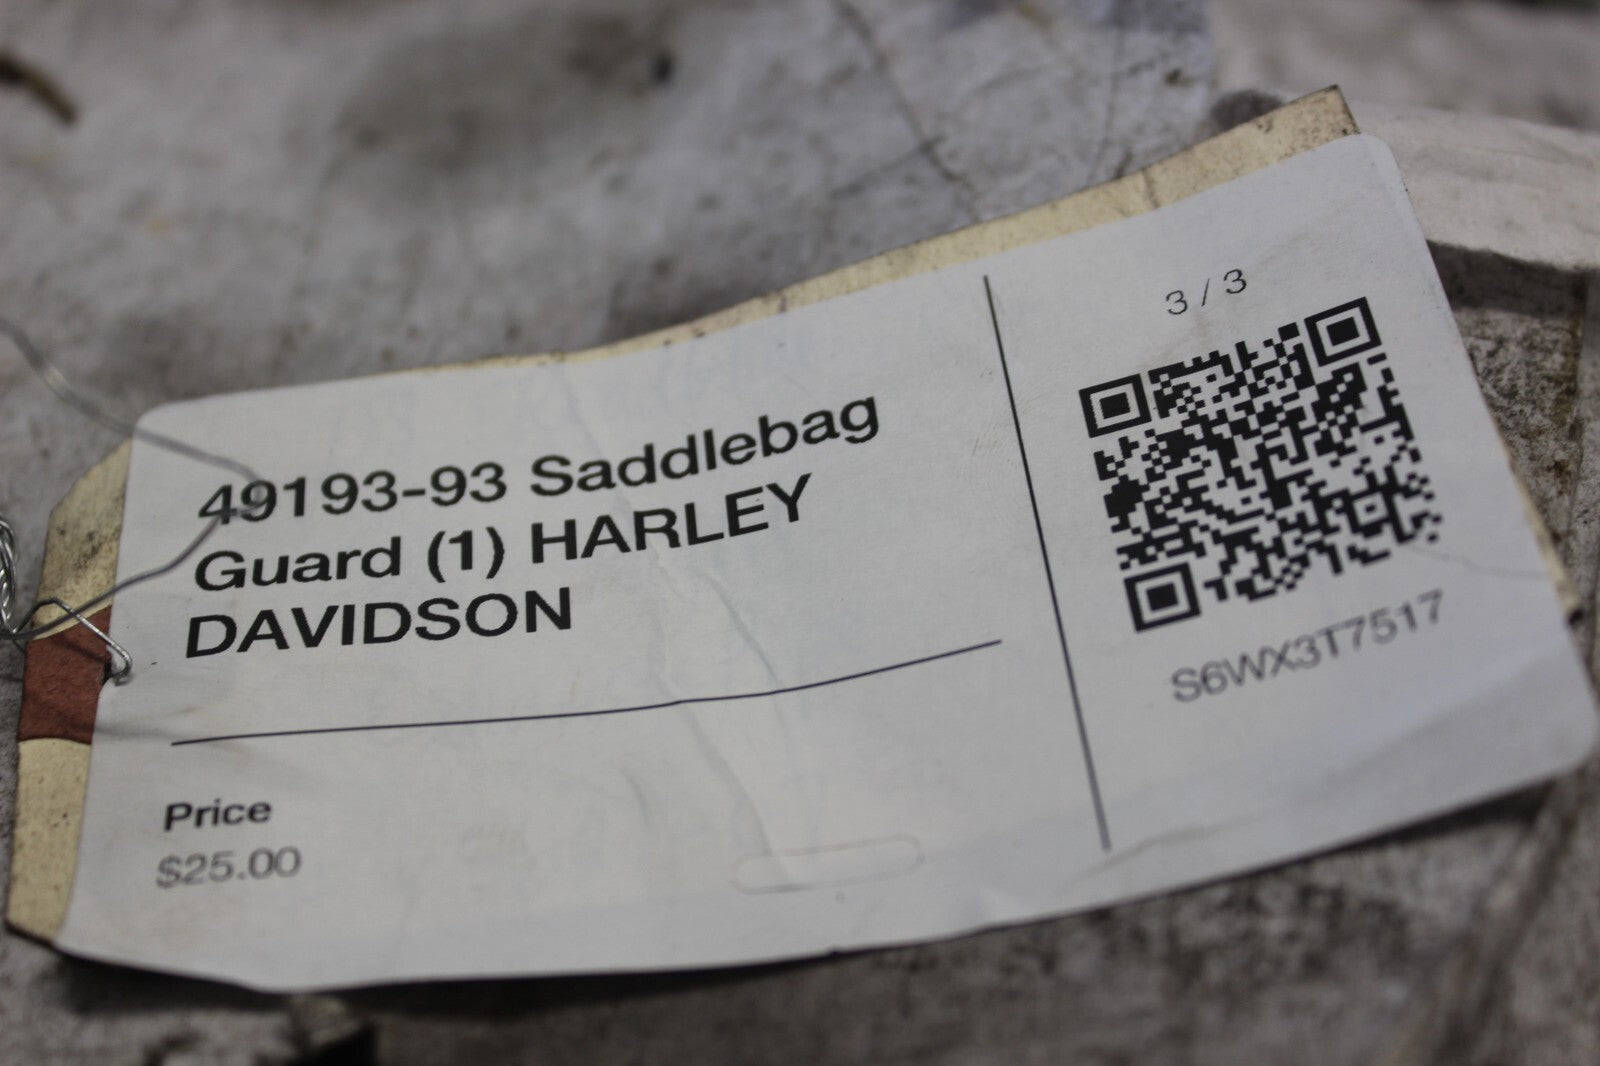 49193-93 Saddlebag
Guard (1) HARLEY
DAVIDSON
Price
$25.00
3 / 3
S6WX3T7517